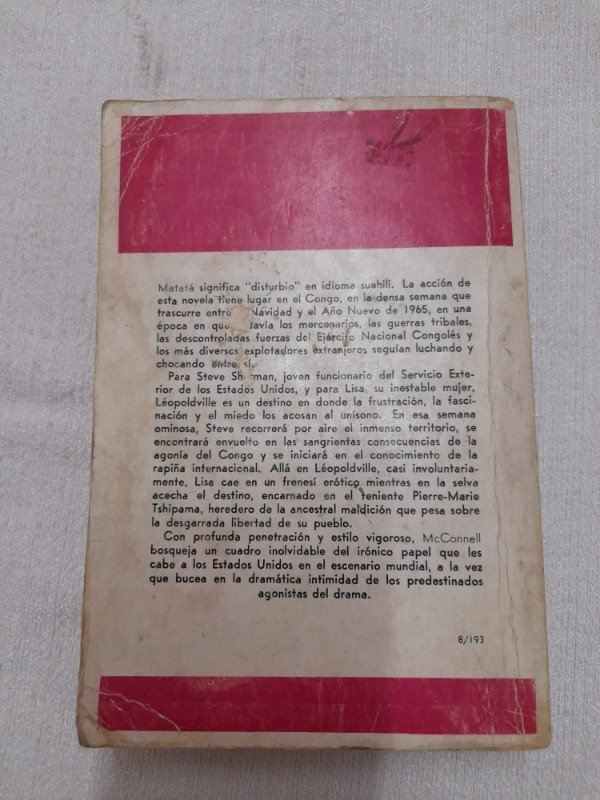 Matatá significa "disturbio" en idioma suahili. La acción de
esta novela tiene lugar en el Congo, en la densa semana que
trascurre entre Navidad y el Año Nuevo de 1965, en una
época en que davía los mercenarios, las guerras tribales,
las descontroladas fuerzas del Ejército Nacional Congolés y
los más diversos explotadores extranjeros seguían luchando y
chocando entre sí.
Para Steve Sh rman, joven funcionario del Servicio Exte-
rior de los Estados Unidos, y para Lisa, su inestable mujer,
Léopoldville es un destino en donde la frustración, la fasci-
nación y el miedo los acosan al unísono. En esa semana
ominosa, Steve recorrerá por aire el inmenso territorio, se
encontrará envuelto en las sangrientas consecuencias de la
agonía del Congo y se iniciará en el conocimiento de la
rapiña internacional. Allá en Léopoldville, casi involuntaria-
mente, Lisa cae en un frenesí erótico mientras en la selva
acecha el destino, encarnado en el teniente Pierre-Marie
Tshipama, heredero de la ancestral maldición que pesa sobre
la desgarrada libertad de su pueblo.
Con profunda penetración y estilo vigoroso, McConnell
bosqueja un cuadro inolvidable del irónico papel que les
cabe a los Estados Unidos en el escenario mundial, a la vez
que bucea en la dramática intimidad de los predestinados
agonistas del drama.
8/193